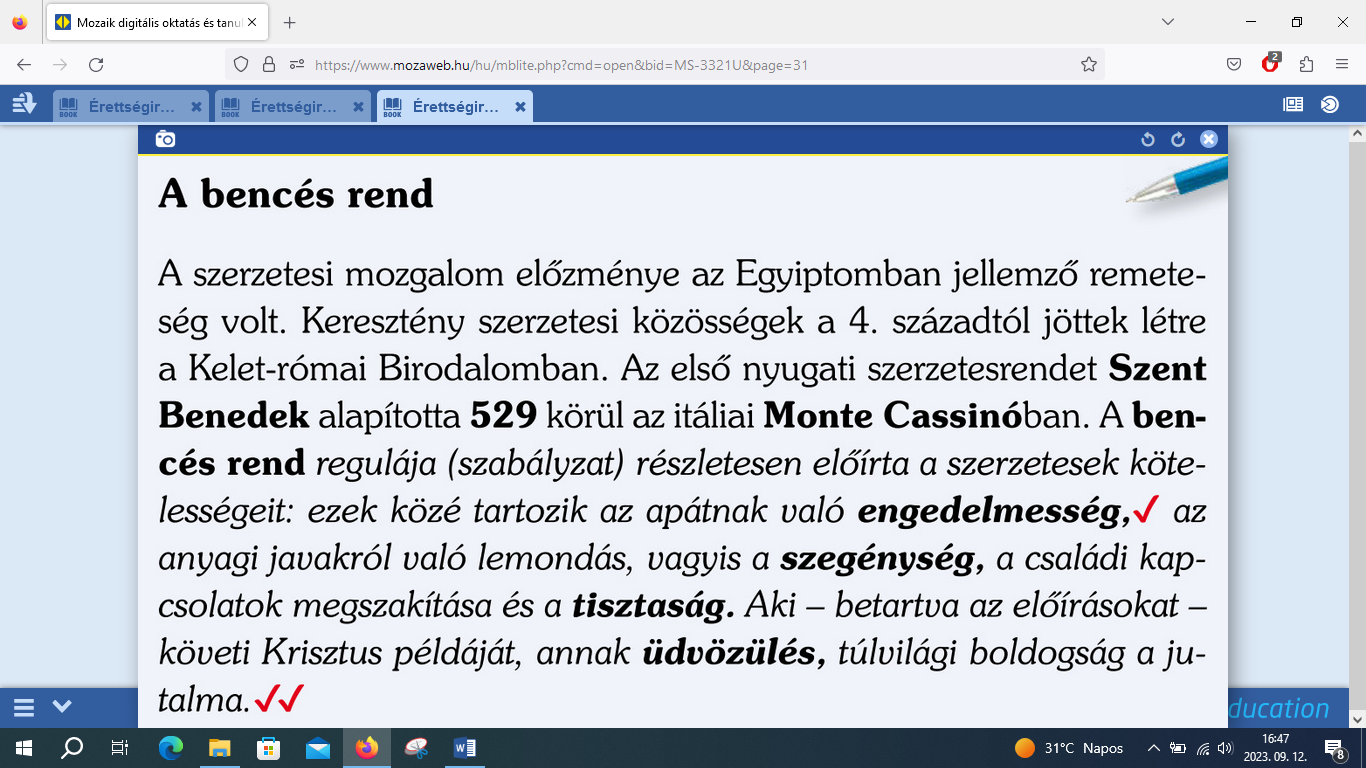 Mozaik digitális oktatás és tanul
https://www.mozaweb.hu/hu/mblite.php?cmd=open&bid=MS-3321U&page=31
2
BOOK Érettségir... BOOK Érettségir... BOOK Érettségir...
A bencés rend
A szerzetesi mozgalom előzménye az Egyiptomban jellemző remete-
ség volt. Keresztény szerzetesi közösségek a 4. századtól jöttek létre
a Kelet-római Birodalomban. Az első nyugati szerzetesrendet Szent
Benedek alapította 529 körül az itáliai Monte Cassinóban. A ben-
cés rend regulája (szabályzat) részletesen előírta a szerzetesek köte-
lességeit: ezek közé tartozik az apátnak való engedelmesség,✓ az
anyagi javakról való lemondás, vagyis a szegénység, a családi kap-
csolatok megszakítása és a tisztaság. Aki – betartva az előírásokat –
követi Krisztus példáját, annak üdvözülés, túlvilági boldogság a ju-
talma.✓✓
ducation
31°C Napos
16:47
2023. 09. 12.
8